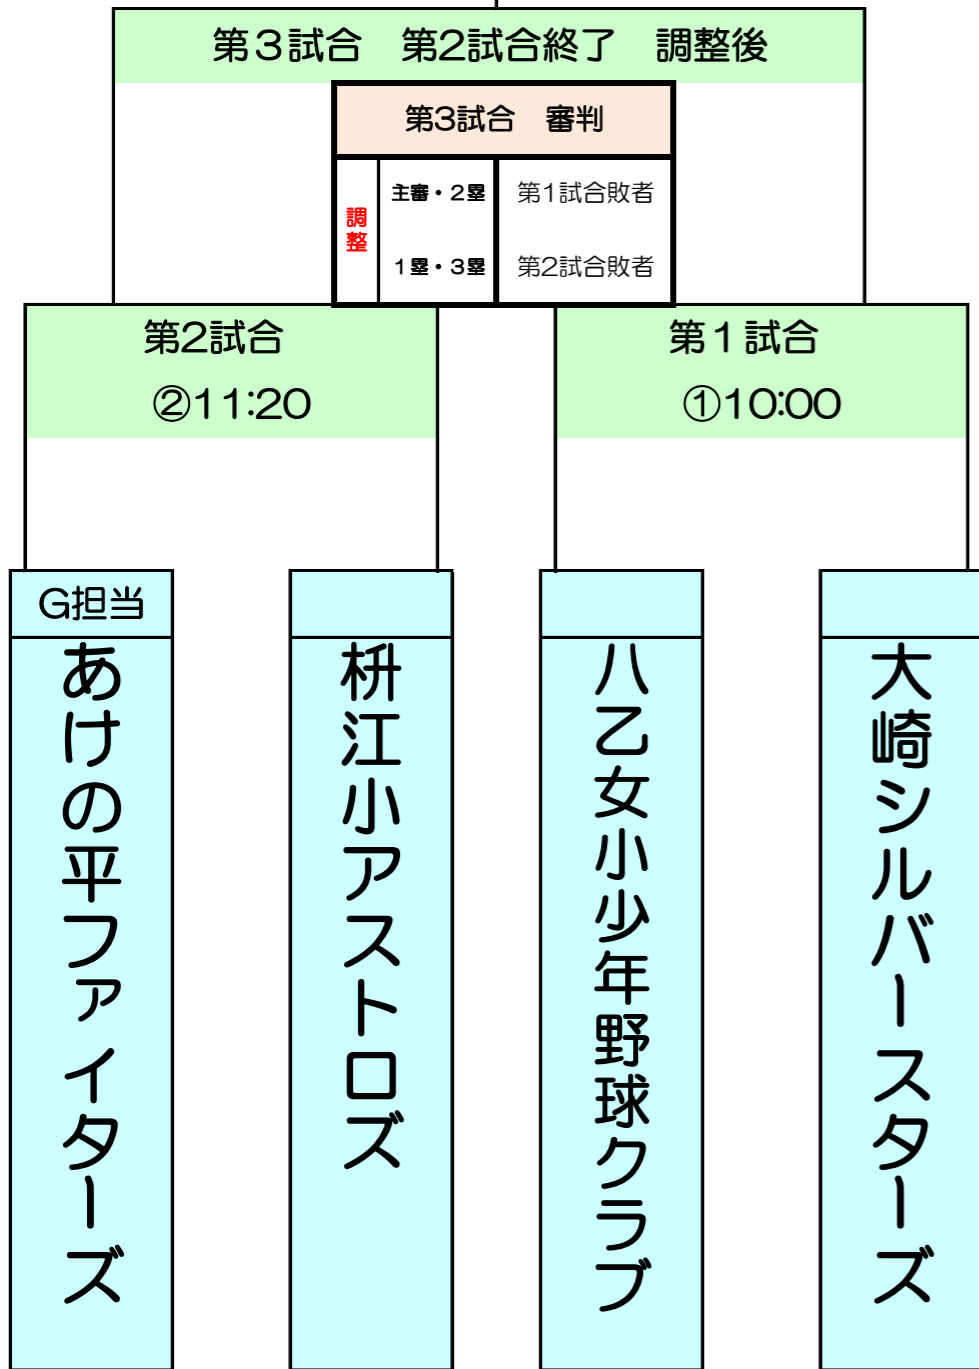 第３試合　第2試合終了　調整後
第3試合　審判
調整
主審・２塁
第1試合敗者
１塁・３塁
第2試合敗者
第2試合
②11:20
第１試合
①10:00
G担当
あけの平ファイターズ
枡江小アストロズ
八乙女小少年野球クラブ
大崎シルバースターズ